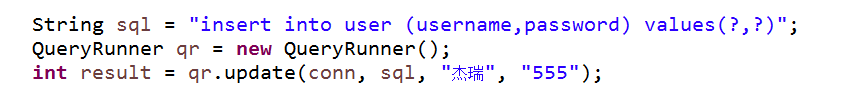 String sql = "insert into user (username,password) values(?,?)";
QueryRunner qr = new QueryRunner();
int result = qr.update(conn, sql, "杰瑞", "555");